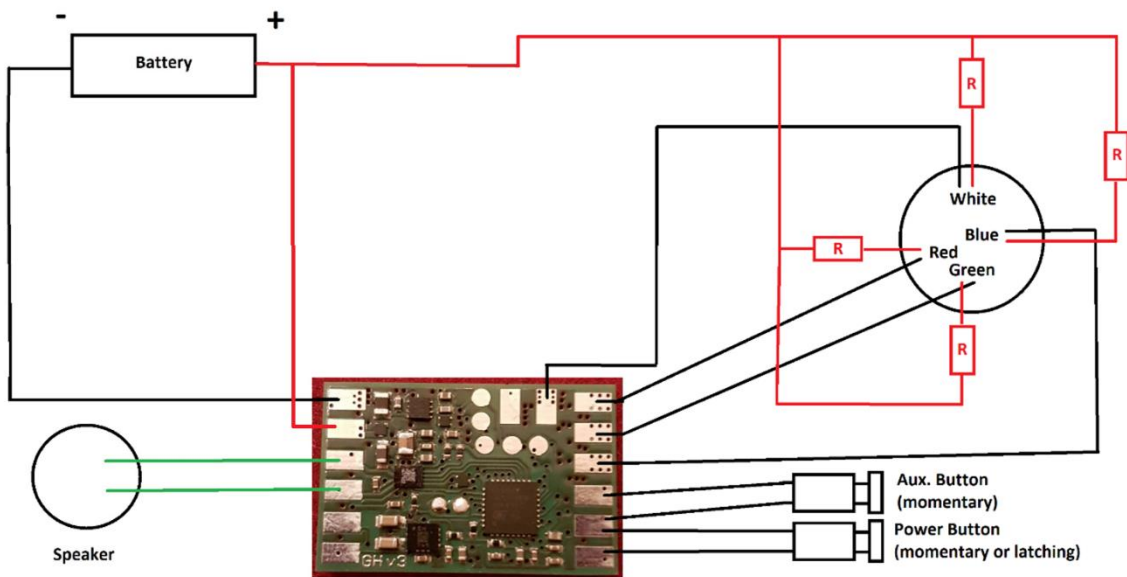 - +
Battery
R
R
White
Blue
R
Red
Green
R
Aux. Button
(momentary)
Power Button
(momentary or latching)
Speaker
GH v3